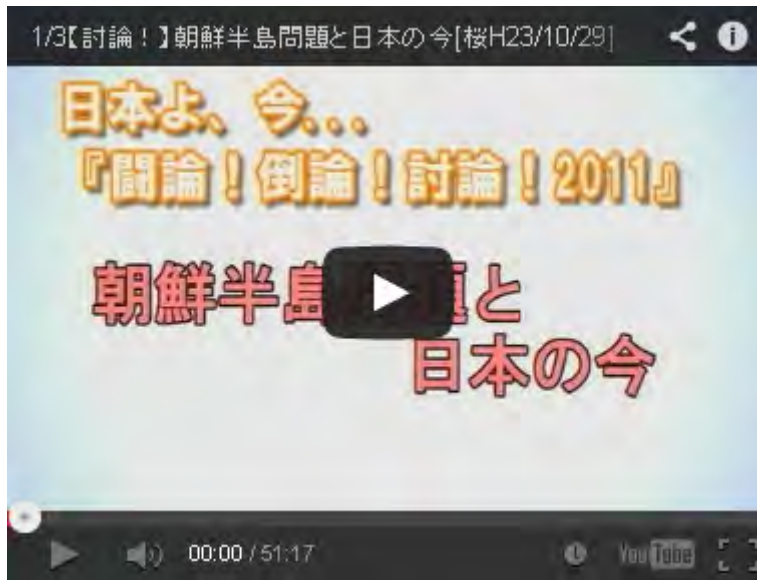 1/3【討論！】朝鮮半島問題と日本の今[桜H23/10/29]
日本よ、今...
『闘論！倒論！討論！2011』
朝鮮半島 題と
日本の今
00:00 / 51:17
YouTube